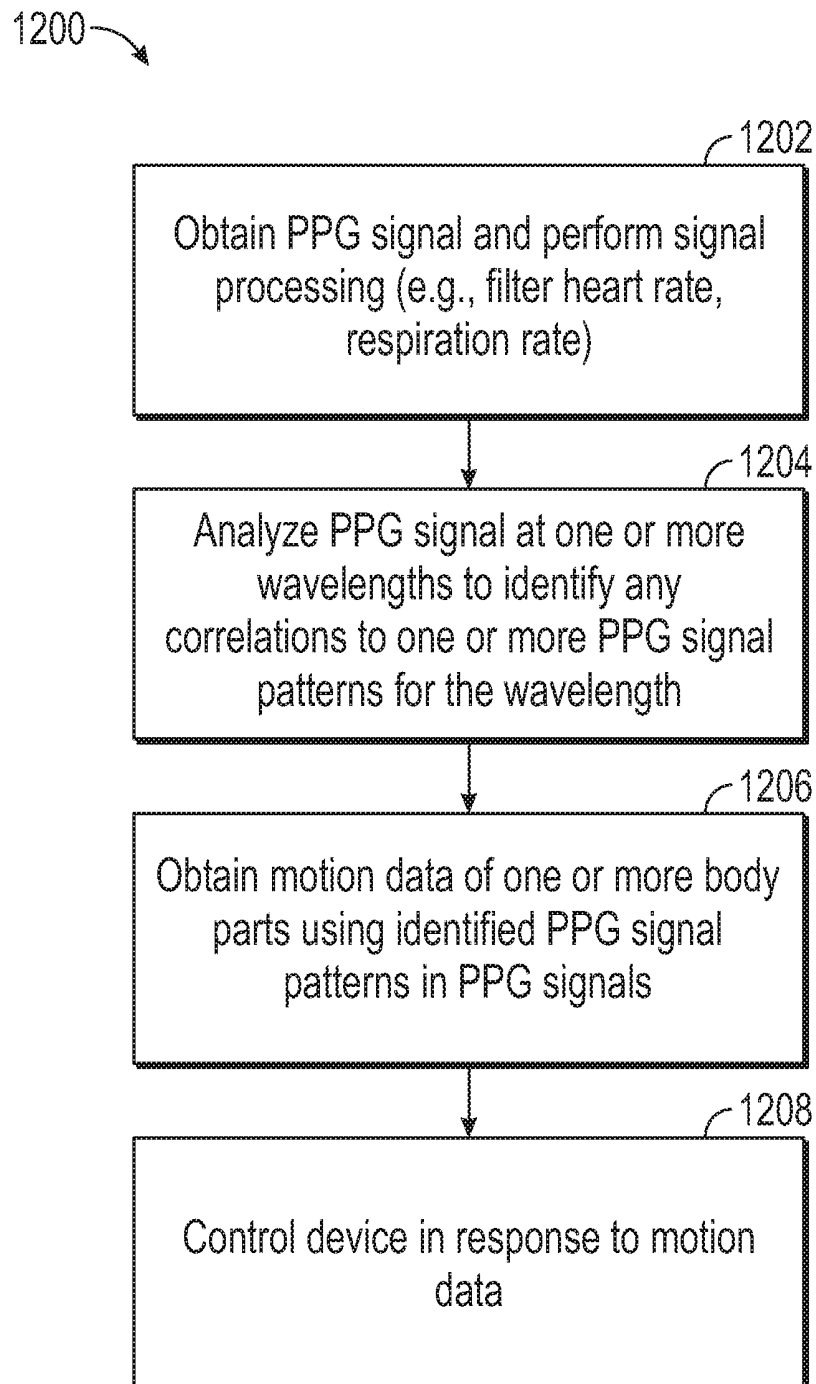 1200
1202
Obtain PPG signal and perform signal
processing (e.g., filter heart rate,
respiration rate)
1204
Analyze PPG signal at one or more
wavelengths to identify any
correlations to one or more PPG signal
patterns for the wavelength
1206
Obtain motion data of one or more body
parts using identified PPG signal
patterns in PPG signals
1208
Control device in response to motion
data